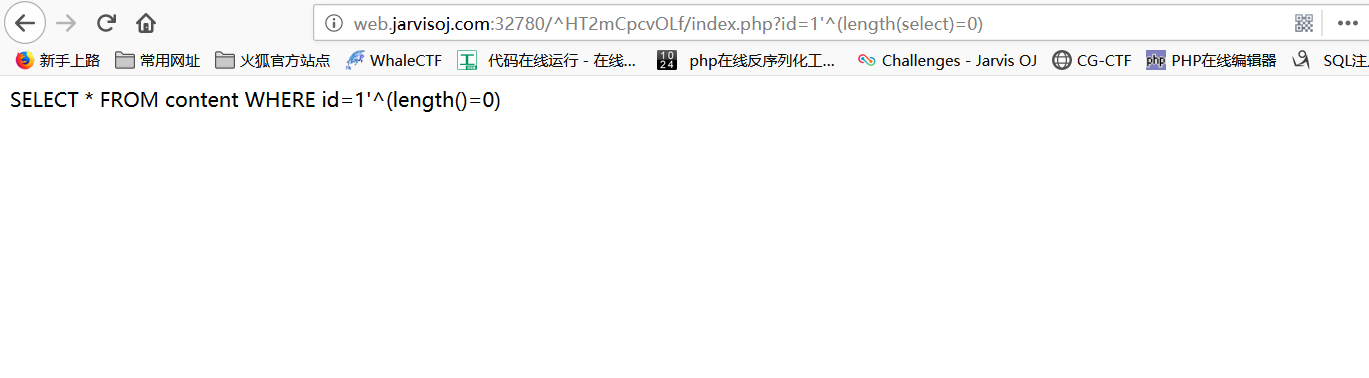 web.jarvisoj.com:32780/^HT2mCpcvOLf/index.php?id=1'^(length(select)=0)
新手上路 常用网址 火狐官方站点 WhaleCTF 工 代码在线运行 - 在线... 1024 php在线反序列化工... Challenges - Jarvis OJ CG-CTF php PHP在线编辑器 SQL注
SELECT * FROM content WHERE id=1'^(length()=0)